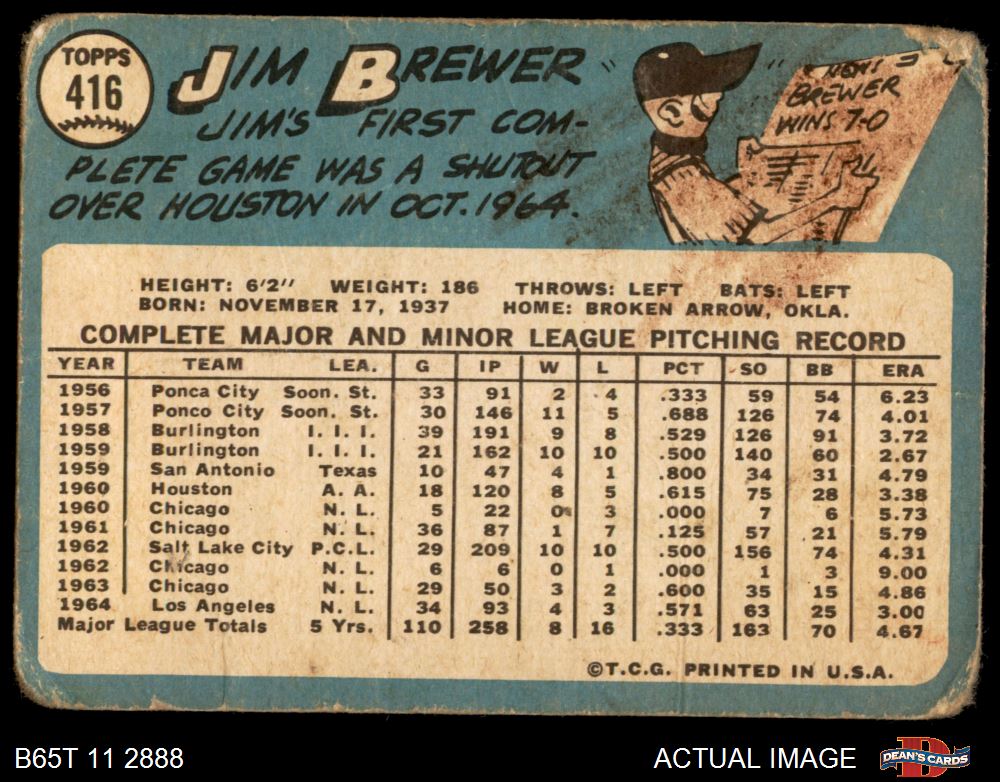 TOPPS
416
JIM BREWER
JIM'S FIRST COM-
PLETE GAME WAS A SHUTOUT
OVER HOUSTON IN OCT. 1964.
NEWS
BREWER
WINS 7-0
HEIGHT: 6'2" WEIGHT: 186 THROWS: LEFT BATS: LEFT
BORN: NOVEMBER 17, 1937 HOME: BROKEN ARROW, OKLA.
COMPLETE MAJOR AND MINOR LEAGUE PITCHING RECORD
YEAR TEAM LEA. G IP W L PCT SO BB ERA
1956 Ponca City Soon. St. 33 91 2 4 .333 59 54 6.23
1957 Ponco City Soon. St. 30 146 11 5 .688 126 74 4.01
1958 Burlington I. I. I. 39 191 9 8 .529 126 91 3.72
1959 Burlington I. I. I. 21 162 10 10 .500 140 60 2.67
1959 San Antonio Texas 10 47 4 1 .800 34 31 4.79
1960 Houston A. A. 18 120 8 5 .615 75 28 3.38
1960 Chicago N. L. 5 22 0 3 .000 7 6 5.73
1961 Chicago N. L. 36 87 1 7 .125 57 21 5.79
1962 Salt Lake City P.C.L. 29 209 10 10 .500 156 74 4.31
1962 Chicago N. L. 6 6 0 1 .000 1 3 9.00
1963 Chicago N. L. 29 50 3 2 .600 35 15 4.86
1964 Los Angeles N. L. 34 93 4 3 .571 63 25 3.00
Major League Totals 5 Yrs. 110 258 8 16 .333 163 70 4.67
©T.C.G. PRINTED IN U.S.A.
B65T 11 2888
ACTUAL IMAGE
DEAN'S CARDS